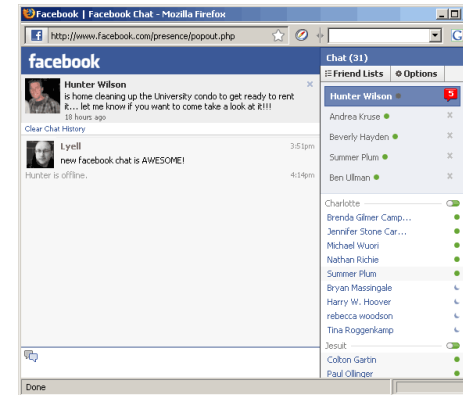 Facebook | Facebook Chat - Mozilla Firefox
http://www.facebook.com/presence/popout.php
G
facebook
Hunter Wilson
is home cleaning up the University condo to get ready to rent
it... let me know if you want to come take a look at it!!!
18 hours ago
Clear Chat History
Lyell 3:51pm
new facebook chat is AWESOME!
Hunter is offline. 4:14pm
Chat (31)
Friend Lists Options
Hunter Wilson 5
Andrea Kruse x
Beverly Hayden x
Summer Plum x
Ben Ullman x
Charlotte
Brenda Gilmer Camp...
Jennifer Stone Car...
Michael Wuori
Nathan Richie
Summer Plum
Bryan Massingale
Harry W. Hoover
rebecca woodson
Tina Roggenkamp
Jesuit
Colton Gartin
Paul Ollinger
Done